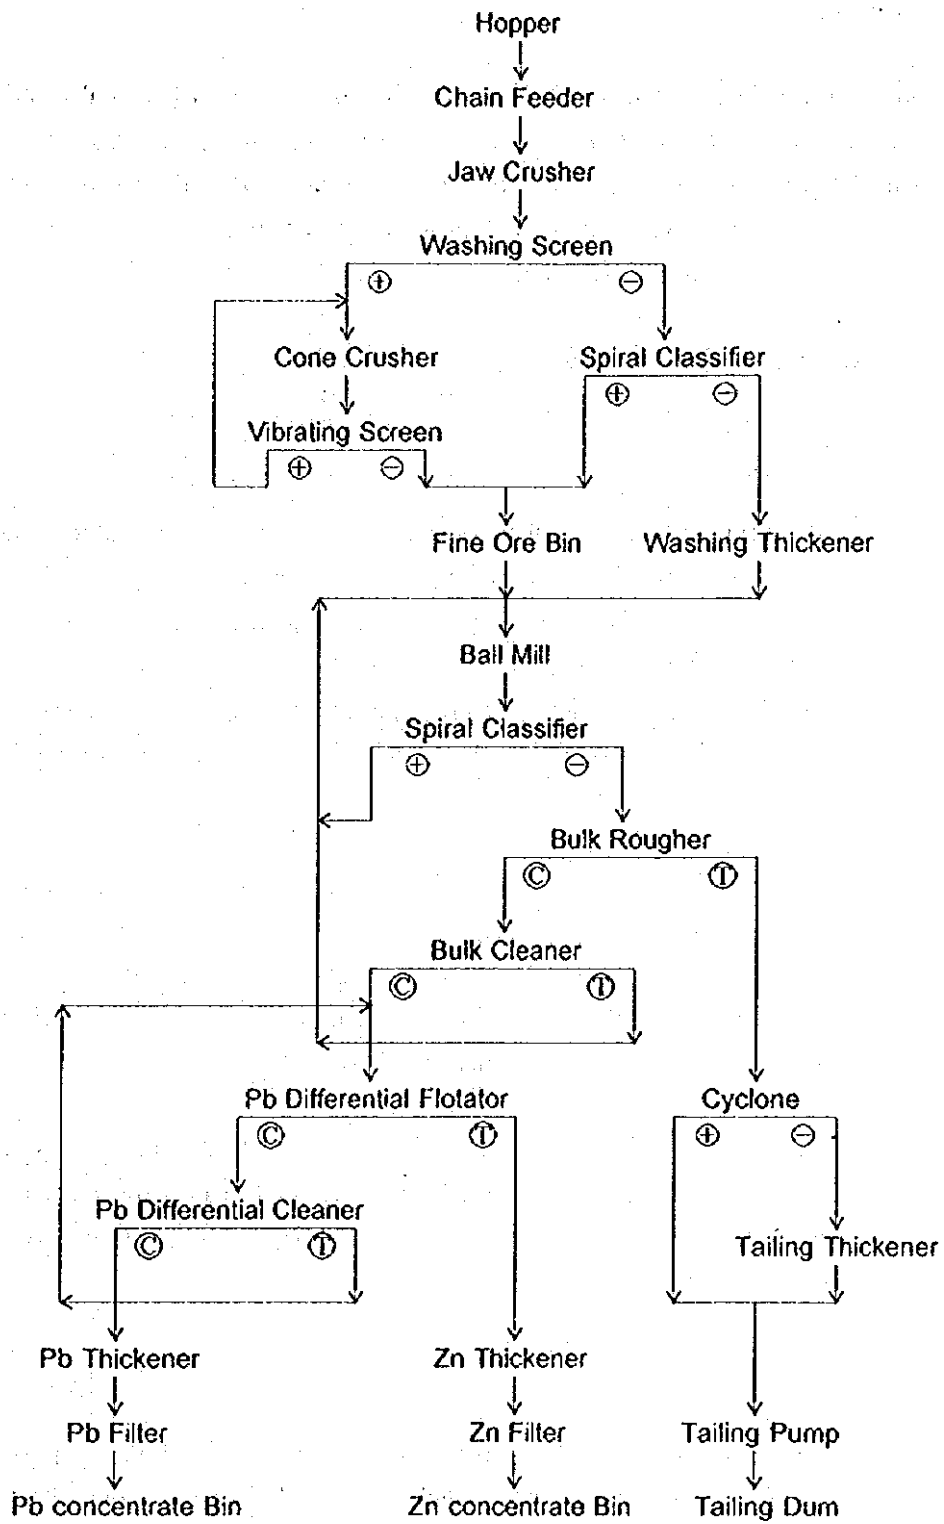 Hopper
Chain Feeder
Jaw Crusher
Washing Screen
⊕ ⊖
Cone Crusher Spiral Classifier
⊕ ⊖
Vibrating Screen
⊕ ⊖
Fine Ore Bin Washing Thickener
Ball Mill
Spiral Classifier
⊕ ⊖
Bulk Rougher
Ⓒ Ⓣ
Bulk Cleaner
Ⓒ Ⓣ
Pb Differential Flotator Cyclone
Ⓒ Ⓣ ⊕ ⊖
Pb Differential Cleaner
Ⓒ Ⓣ Tailing Thickener
Pb Thickener Zn Thickener
Pb Filter Zn Filter Tailing Pump
Pb concentrate Bin Zn concentrate Bin Tailing Dum